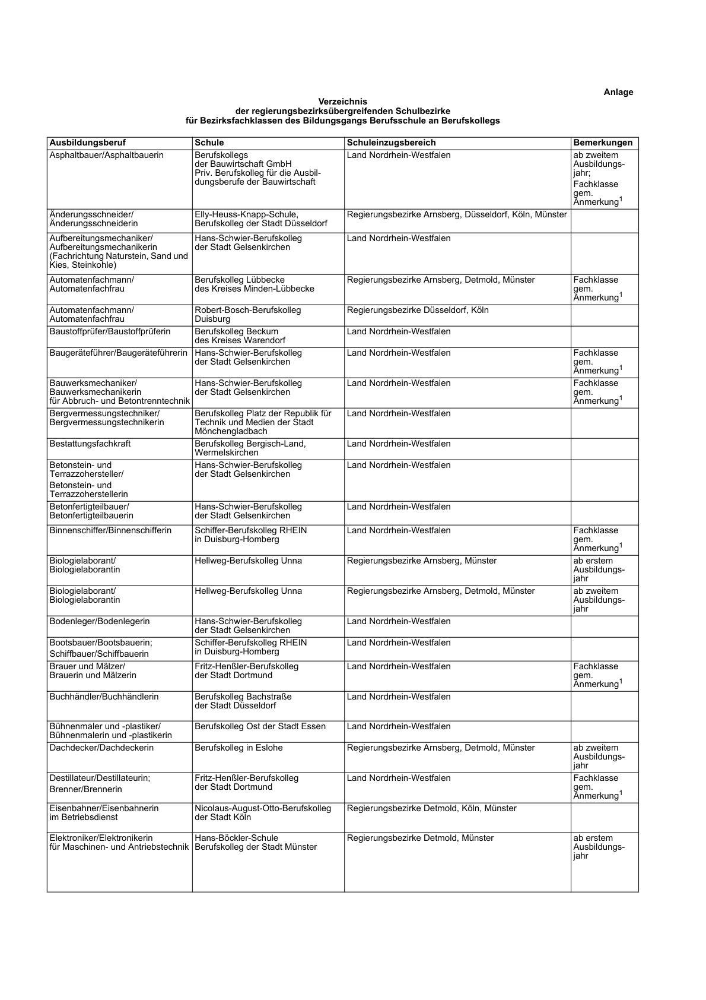 Anlage
Verzeichnis
der regierungsbezirksübergreifenden Schulbezirke
für Bezirksfachklassen des Bildungsgangs Berufsschule an Berufskollegs
Ausbildungsberuf
Schule
Schuleinzugsbereich
Bemerkungen
Asphaltbauer/Asphaltbauerin
Berufskollegs
der Bauwirtschaft GmbH
Priv. Berufskolleg für die Ausbil-
dungsberufe der Bauwirtschaft
Land Nordrhein-Westfalen
ab zweitem
Ausbildungs-
jahr;
Fachklasse
gem.
Anmerkung1
Änderungsschneider/
Änderungsschneiderin
Elly-Heuss-Knapp-Schule,
Berufskolleg der Stadt Düsseldorf
Regierungsbezirke Arnsberg, Düsseldorf, Köln, Münster
Aufbereitungsmechaniker/
Aufbereitungsmechanikerin
(Fachrichtung Naturstein, Sand und
Kies, Steinkohle)
Hans-Schwier-Berufskolleg
der Stadt Gelsenkirchen
Land Nordrhein-Westfalen
Automatenfachmann/
Automatenfachfrau
Berufskolleg Lübbecke
des Kreises Minden-Lübbecke
Regierungsbezirke Arnsberg, Detmold, Münster
Fachklasse
gem.
Anmerkung1
Automatenfachmann/
Automatenfachfrau
Robert-Bosch-Berufskolleg
Duisburg
Regierungsbezirke Düsseldorf, Köln
Baustoffprüfer/Baustoffprüferin
Berufskolleg Beckum
des Kreises Warendorf
Land Nordrhein-Westfalen
Baugeräteführer/Baugeräteführerin
Hans-Schwier-Berufskolleg
der Stadt Gelsenkirchen
Land Nordrhein-Westfalen
Fachklasse
gem.
Anmerkung1
Bauwerksmechaniker/
Bauwerksmechanikerin
für Abbruch- und Betontrenntechnik
Hans-Schwier-Berufskolleg
der Stadt Gelsenkirchen
Land Nordrhein-Westfalen
Fachklasse
gem.
Anmerkung1
Bergvermessungstechniker/
Bergvermessungstechnikerin
Berufskolleg Platz der Republik für
Technik und Medien der Stadt
Mönchengladbach
Land Nordrhein-Westfalen
Bestattungsfachkraft
Berufskolleg Bergisch-Land,
Wermelskirchen
Land Nordrhein-Westfalen
Betonstein- und
Terrazzohersteller/
Betonstein- und
Terrazzoherstellerin
Hans-Schwier-Berufskolleg
der Stadt Gelsenkirchen
Land Nordrhein-Westfalen
Betonfertigteilbauer/
Betonfertigteilbauerin
Hans-Schwier-Berufskolleg
der Stadt Gelsenkirchen
Land Nordrhein-Westfalen
Binnenschiffer/Binnenschifferin
Schiffer-Berufskolleg RHEIN
in Duisburg-Homberg
Land Nordrhein-Westfalen
Fachklasse
gem.
Anmerkung1
Biologielaborant/
Biologielaborantin
Hellweg-Berufskolleg Unna
Regierungsbezirke Arnsberg, Münster
ab erstem
Ausbildungs-
jahr
Biologielaborant/
Biologielaborantin
Hellweg-Berufskolleg Unna
Regierungsbezirke Arnsberg, Detmold, Münster
ab zweitem
Ausbildungs-
jahr
Bodenleger/Bodenlegerin
Hans-Schwier-Berufskolleg
der Stadt Gelsenkirchen
Land Nordrhein-Westfalen
Bootsbauer/Bootsbauerin;
Schiffbauer/Schiffbauerin
Schiffer-Berufskolleg RHEIN
in Duisburg-Homberg
Land Nordrhein-Westfalen
Brauer und Mälzer/
Brauerin und Mälzerin
Fritz-Henßler-Berufskolleg
der Stadt Dortmund
Land Nordrhein-Westfalen
Fachklasse
gem.
Anmerkung1
Buchhändler/Buchhändlerin
Berufskolleg Bachstraße
der Stadt Düsseldorf
Land Nordrhein-Westfalen
Bühnenmaler und -plastiker/
Bühnenmalerin und -plastikerin
Berufskolleg Ost der Stadt Essen
Land Nordrhein-Westfalen
Dachdecker/Dachdeckerin
Berufskolleg in Eslohe
Regierungsbezirke Arnsberg, Detmold, Münster
ab zweitem
Ausbildungs-
jahr
Destillateur/Destillateurin;
Brenner/Brennerin
Fritz-Henßler-Berufskolleg
der Stadt Dortmund
Land Nordrhein-Westfalen
Fachklasse
gem.
Anmerkung1
Eisenbahner/Eisenbahnerin
im Betriebsdienst
Nicolaus-August-Otto-Berufskolleg
der Stadt Köln
Regierungsbezirke Detmold, Köln, Münster
Elektroniker/Elektronikerin
für Maschinen- und Antriebstechnik
Hans-Böckler-Schule
Berufskolleg der Stadt Münster
Regierungsbezirke Detmold, Münster
ab erstem
Ausbildungs-
jahr